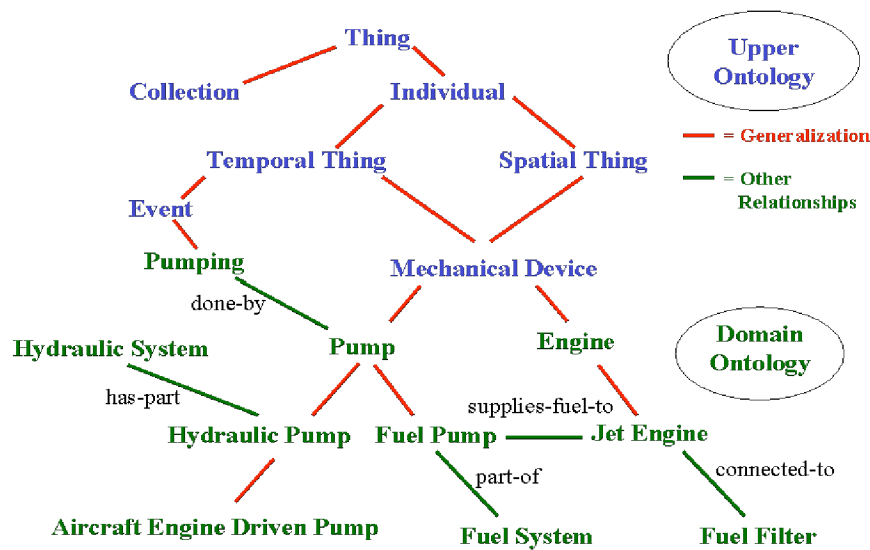 Thing
Upper
Ontology
Collection
Individual
= Generalization
Temporal Thing
Spatial Thing
= Other
Relationships
Event
Pumping
Mechanical Device
done-by
Hydraulic System
Pump
Engine
Domain
Ontology
has-part
supplies-fuel-to
Hydraulic Pump
Fuel Pump
Jet Engine
part-of
connected-to
Aircraft Engine Driven Pump
Fuel System
Fuel Filter